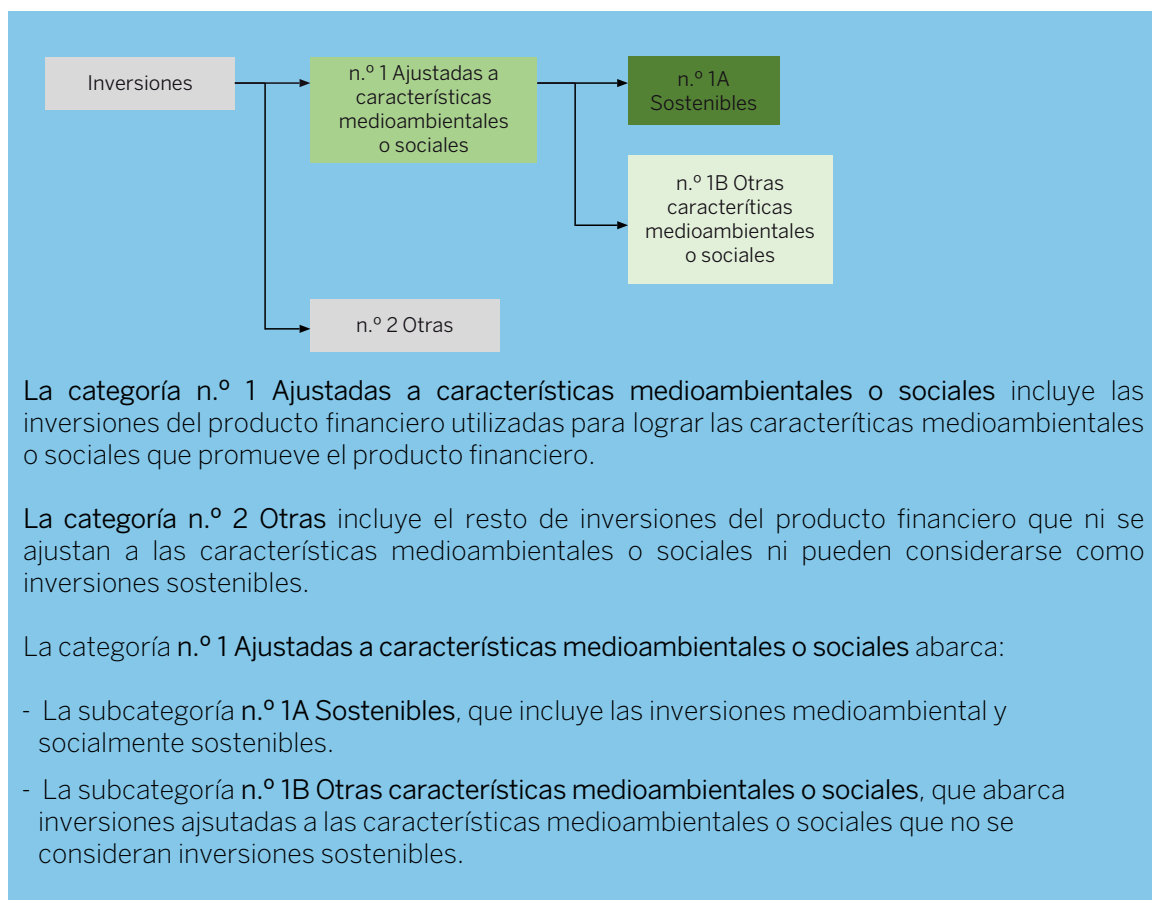 Inversiones
n.º 1 Ajustadas a
características
medioambientales
o sociales
n.º 1A
Sostenibles
n.º 1B Otras
caracteríticas
medioambientales
o sociales
n.º 2 Otras
La categoría n.º 1 Ajustadas a características medioambientales o sociales incluye las
inversiones del producto financiero utilizadas para lograr las caracteríticas medioambientales
o sociales que promueve el producto financiero.
La categoría n.º 2 Otras incluye el resto de inversiones del producto financiero que ni se
ajustan a las características medioambientales o sociales ni pueden considerarse como
inversiones sostenibles.
La categoría n.º 1 Ajustadas a características medioambientales o sociales abarca:
- La subcategoría n.º 1A Sostenibles, que incluye las inversiones medioambiental y
socialmente sostenibles.
- La subcategoría n.º 1B Otras características medioambientales o sociales, que abarca
inversiones ajsutadas a las características medioambientales o sociales que no se
consideran inversiones sostenibles.